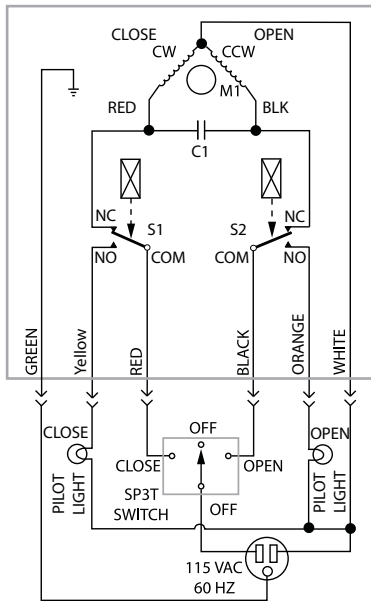 CLOSE
OPEN
CW
CCW
M1
RED
BLK
C1
NC
NO
S1
COM
S2
COM
NC
NO
GREEN
Yellow
RED
BLACK
ORANGE
WHITE
CLOSE
PILOT
LIGHT
OFF
CLOSE
OPEN
SP3T
SWITCH
OFF
OPEN
PILOT
LIGHT
115 VAC
60 HZ